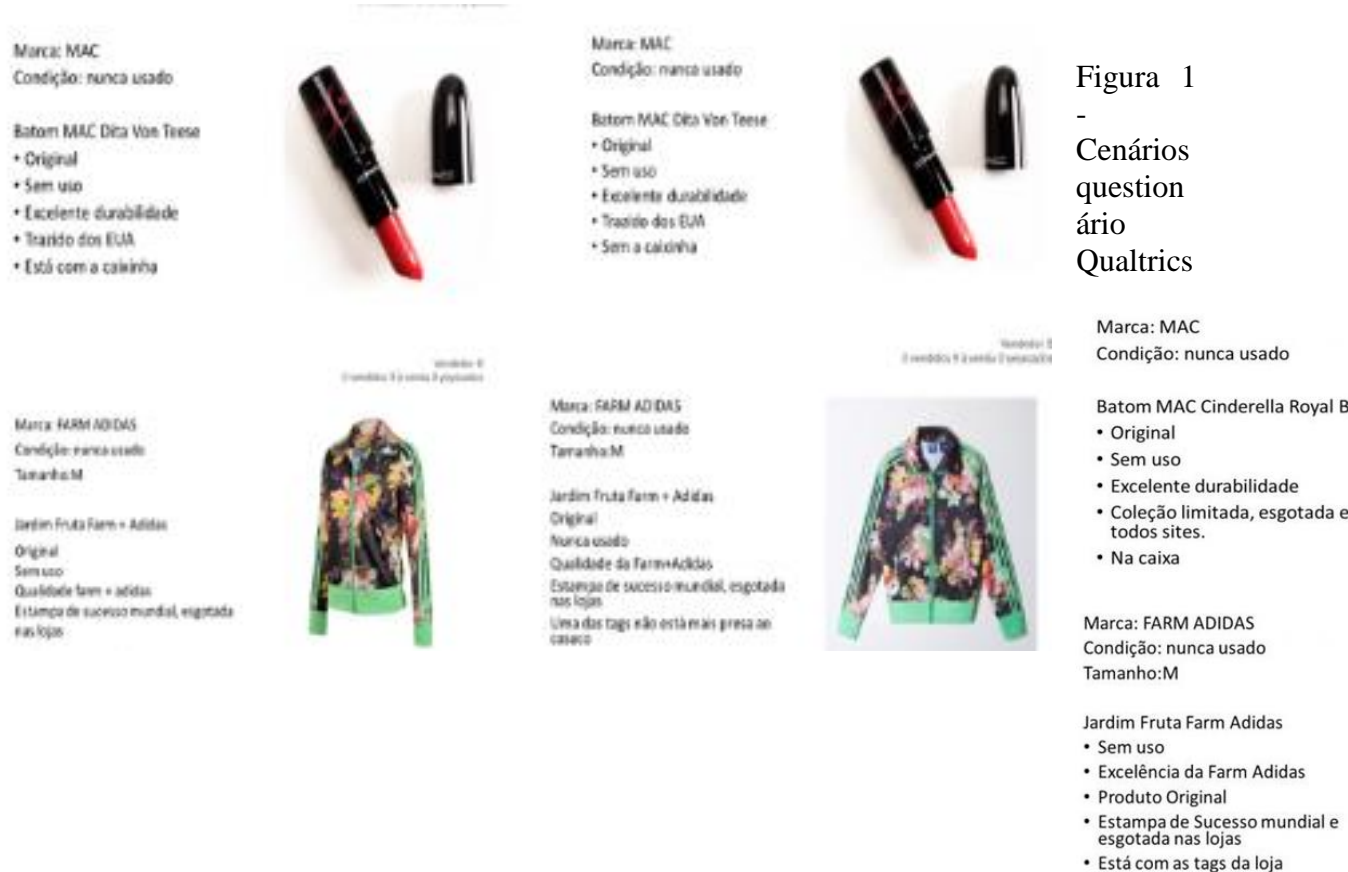 Marca: MAC
Condição: nunca usado
Batom MAC Dita Von Teese
• Original
• Sem uso
• Excelente durabilidade
• Trazido dos EUA
• Está com a caixinha
Marca: MAC
Condição: nunca usado
Batom MAC Dita Von Teese
• Original
• Sem uso
• Excelente durabilidade
• Trazido dos EUA
• Sem a caixinha
Figura 1
-
Cenários
question
ário
Qualtrics
Marca: FARM ADIDAS
Condição: nunca usado
Tamanho:M
Jardim Fruta Farm + Adidas
Original
Sem uso
Qualidade farm + adidas
Estampa de sucesso mundial, esgotada
nas lojas
Marca: FARM ADIDAS
Condição: nunca usado
Tamanho:M
Jardim Fruta Farm + Adidas
Original
Nunca usado
Qualidade da Farm+Adidas
Estampa de sucesso mundial, esgotada
nas lojas
Uma das tags não está mais presa ao
casaco
Marca: MAC
Condição: nunca usado
Batom MAC Cinderella Royal B
• Original
• Sem uso
• Excelente durabilidade
• Coleção limitada, esgotada e
todos sites.
• Na caixa
Marca: FARM ADIDAS
Condição: nunca usado
Tamanho:M
Jardim Fruta Farm Adidas
• Sem uso
• Excelência da Farm Adidas
• Produto Original
• Estampa de Sucesso mundial e
esgotada nas lojas
• Está com as tags da loja